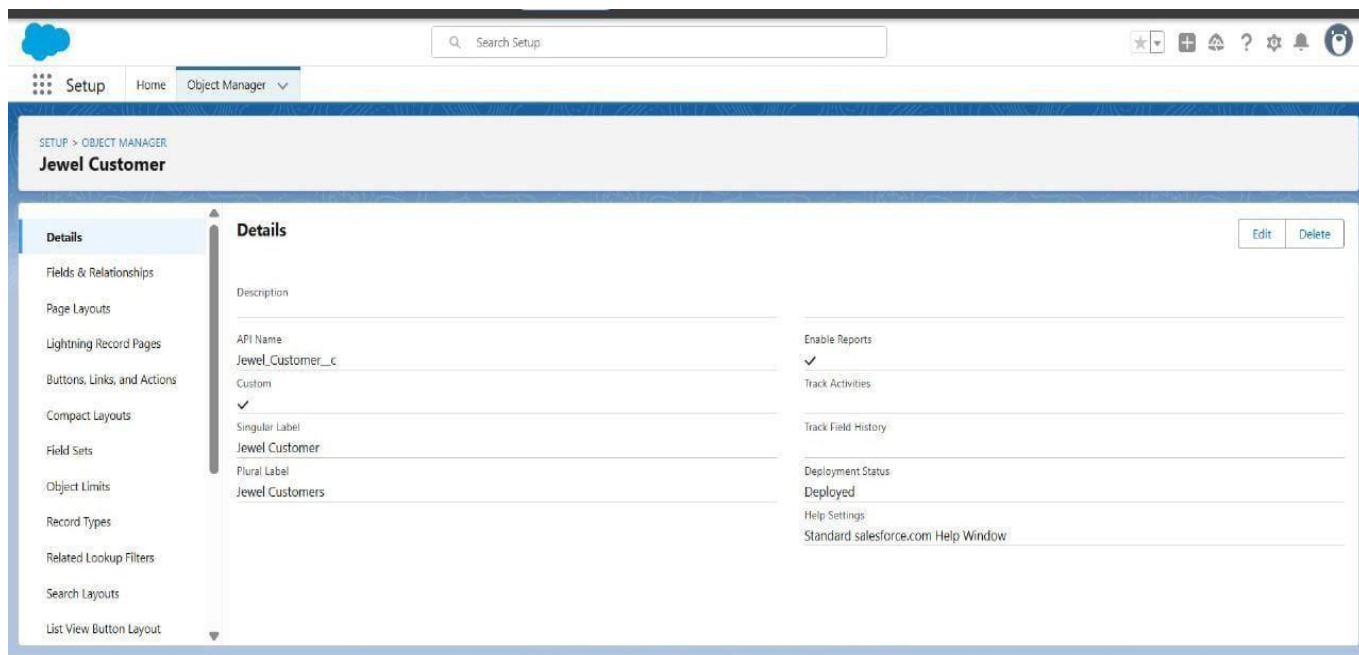 Search Setup
Setup
Home
Object Manager
SETUP > OBJECT MANAGER
Jewel Customer
Details
Fields & Relationships
Page Layouts
Lightning Record Pages
Buttons, Links, and Actions
Compact Layouts
Field Sets
Object Limits
Record Types
Related Lookup Filters
Search Layouts
List View Button Layout
Details
Edit
Delete
Description
API Name
Jewel_Customer__c
Custom
Singular Label
Jewel Customer
Plural Label
Jewel Customers
Enable Reports
Track Activities
Track Field History
Deployment Status
Deployed
Help Settings
Standard salesforce.com Help Window